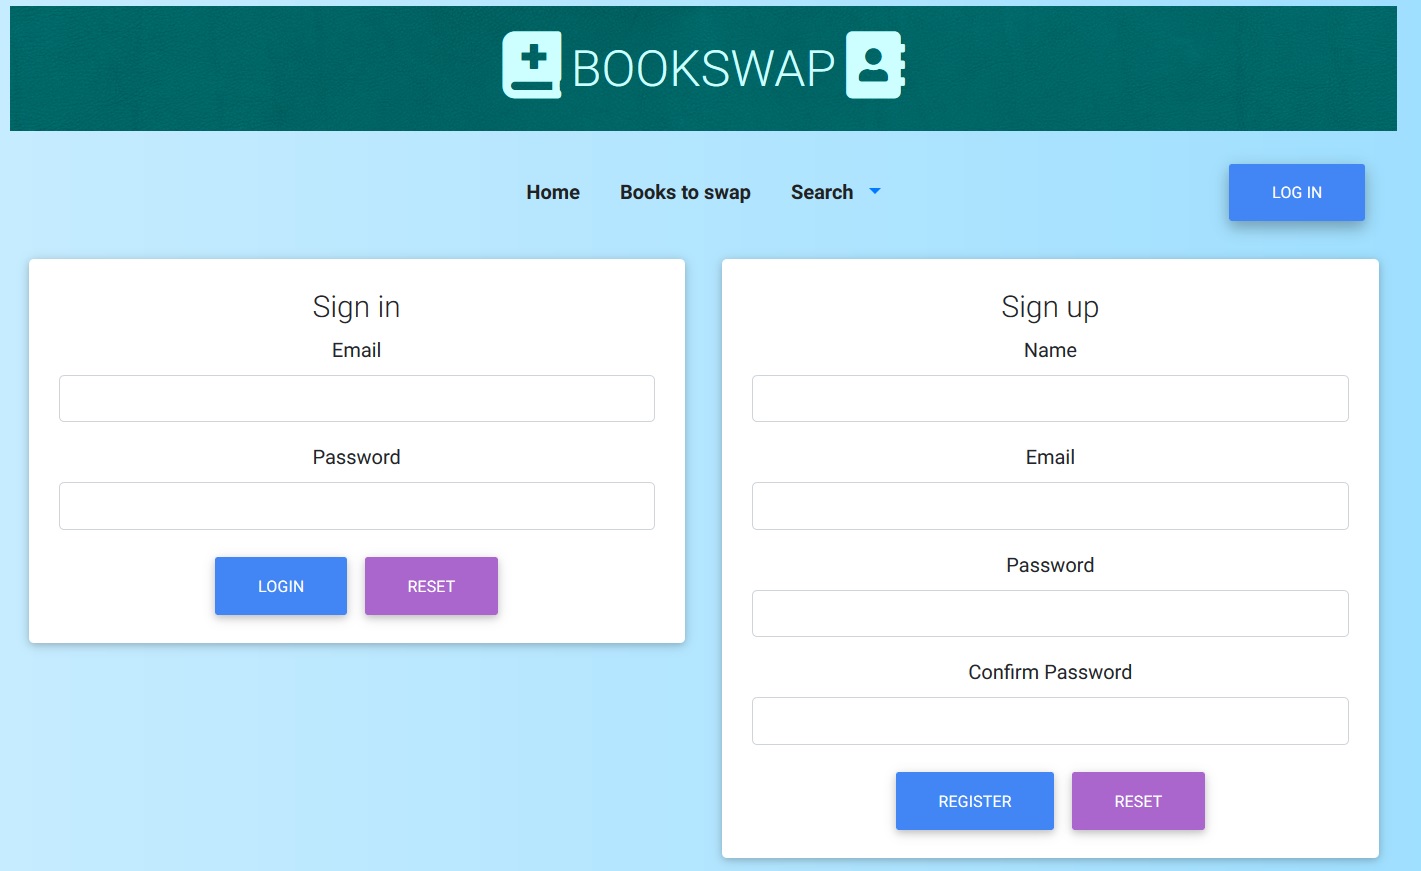 BOOKSWAP
Home Books to swap Search LOG IN
Sign in
Email
Password
LOGIN RESET
Sign up
Name
Email
Password
Confirm Password
REGISTER RESET